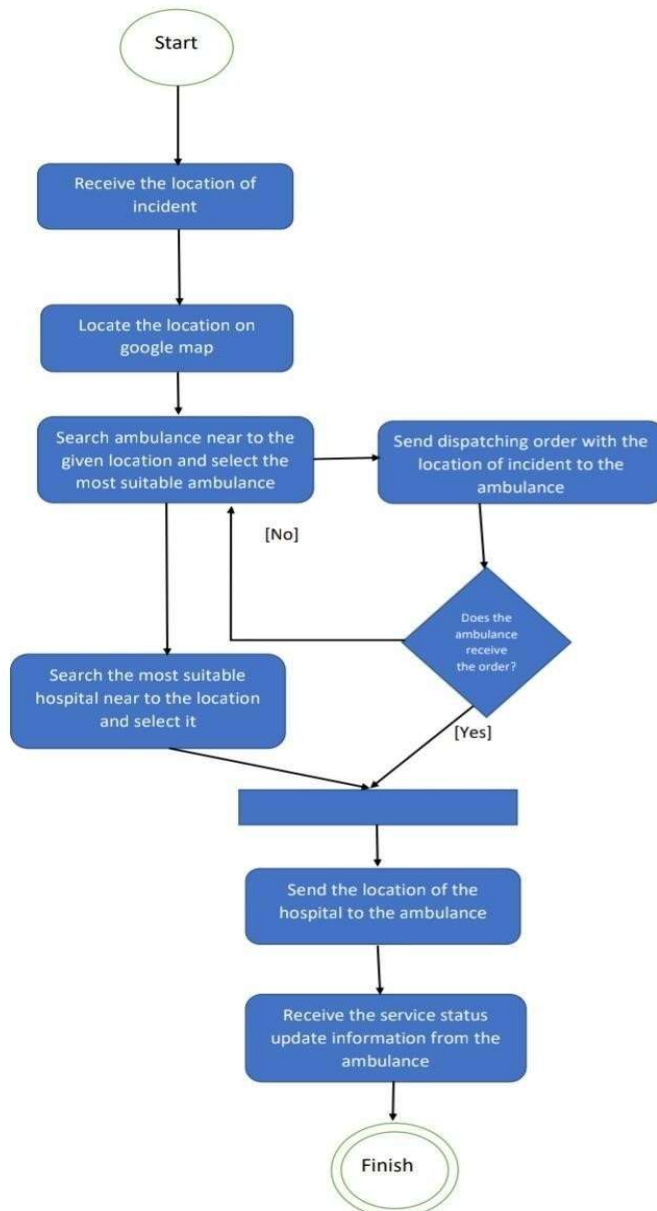 Start
Receive the location of
incident
Locate the location on
google map
Search ambulance near to the
given location and select the
most suitable ambulance
Send dispatching order with the
location of incident to the
ambulance
[No]
Does the
ambulance
receive
the order?
Search the most suitable
hospital near to the location
and select it
[Yes]
Send the location of the
hospital to the ambulance
Receive the service status
update information from the
ambulance
Finish